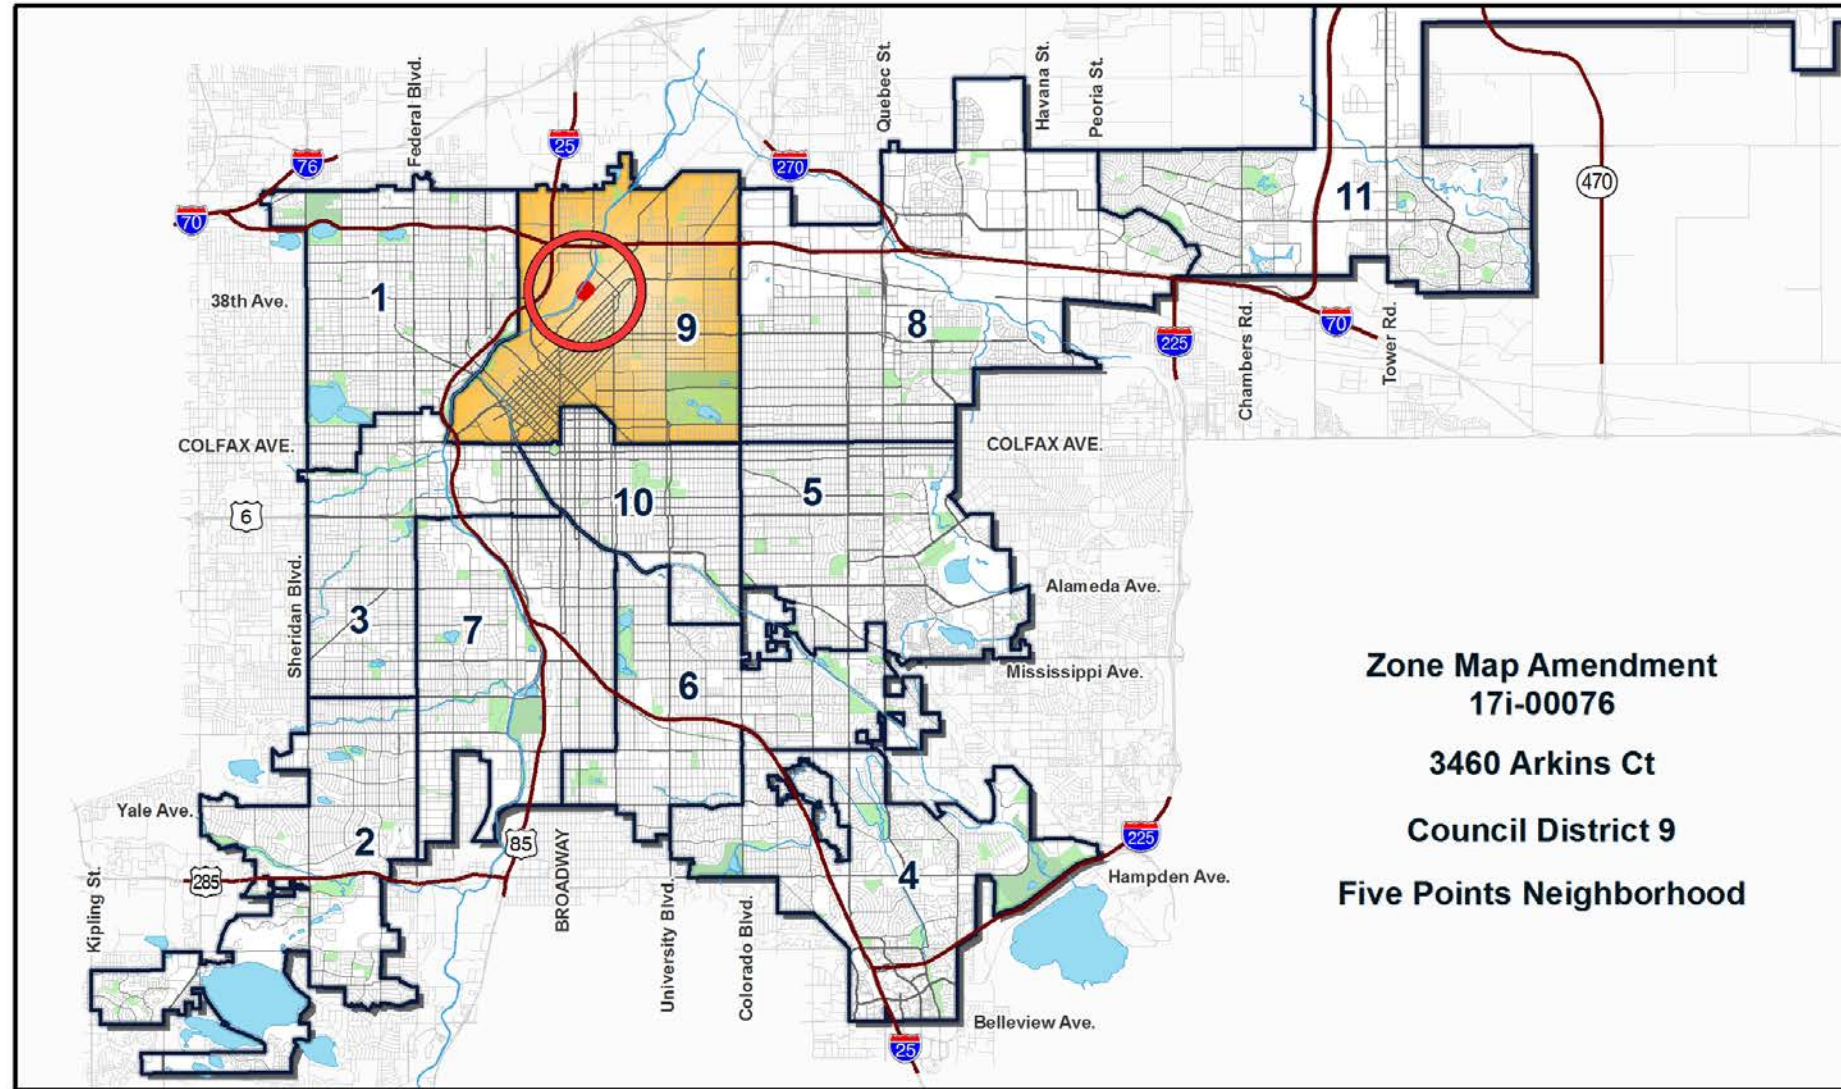 Federal Blvd.
Quebec St.
Havana St.
Peoria St.
76
25
270
70
470
11
38th Ave.
1
9
8
225
70
Chambers Rd.
Tower Rd.
COLFAX AVE.
COLFAX AVE.
10
5
6
Sheridan Blvd.
3
7
Alameda Ave.
Mississippi Ave.
6
Zone Map Amendment
17i-00076
3460 Arkins Ct
Council District 9
Five Points Neighborhood
Yale Ave.
2
85
BROADWAY
225
285
4
Hampden Ave.
Kipling St.
University Blvd.
Colorado Blvd.
Belleview Ave.
25